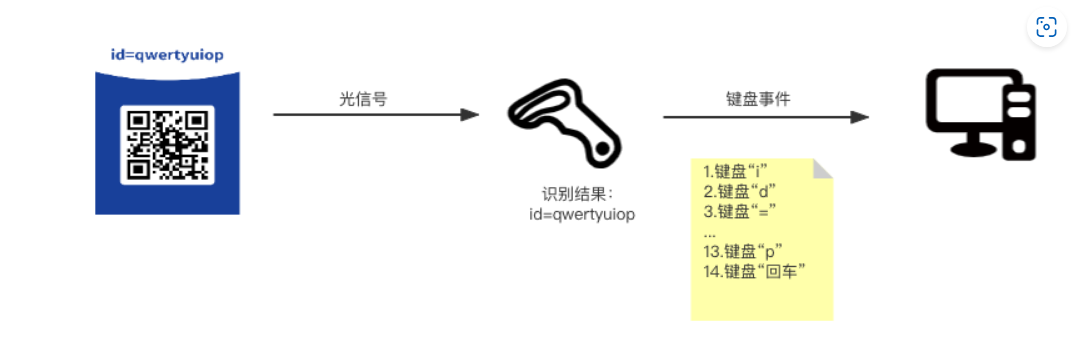 id=qwertyuiop
光信号
键盘事件
识别结果：
id=qwertyuiop
1.键盘“i”
2.键盘“d”
3.键盘“=”
...
13.键盘“p”
14.键盘“回车”